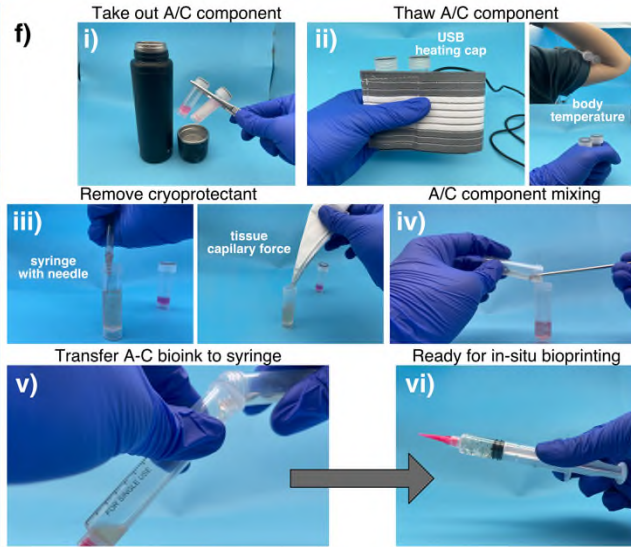 f)
Take out A/C component
Thaw A/C component
i)
ii)
USB
heating cap
body
temperature
Remove cryoprotectant
A/C component mixing
iii)
syringe
with needle
tissue
capilary force
iv)
Transfer A-C bioink to syringe
Ready for in-situ bioprinting
v)
FOR SINGLE USE
vi)